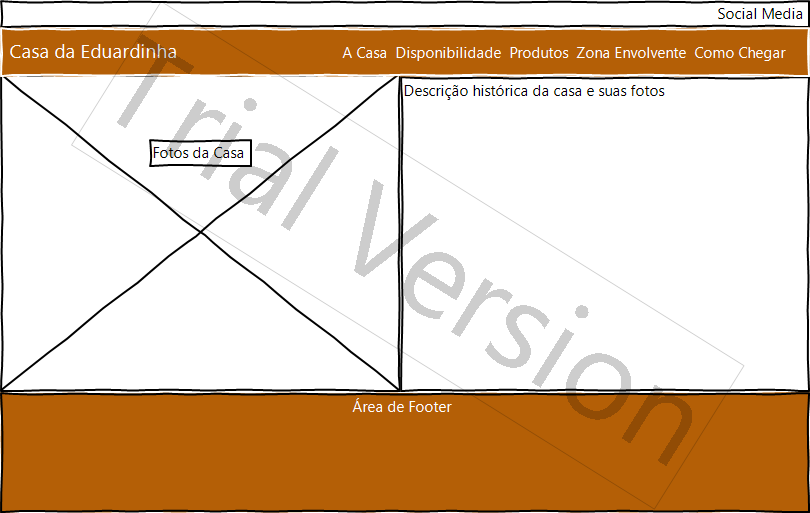 Social Media
Casa da Eduardinha
A Casa Disponibilidade Produtos Zona Envolvente Como Chegar
Descrição histórica da casa e suas fotos
Fotos da Casa
Trial Version
Área de Footer